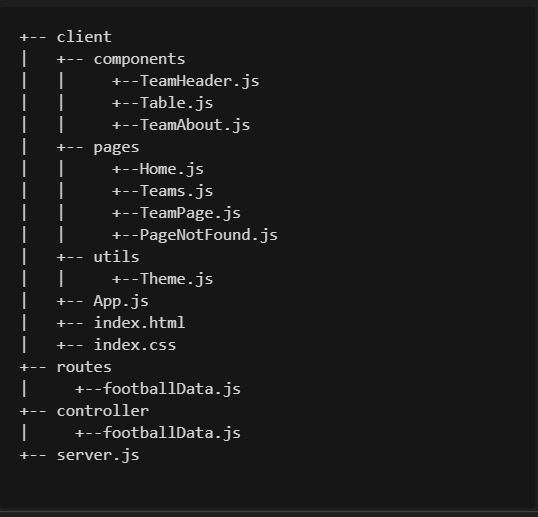 +-- client
|   +-- components
|   |     +--TeamHeader.js
|   |     +--Table.js
|   |     +--TeamAbout.js
|   +-- pages
|   |     +--Home.js
|   |     +--Teams.js
|   |     +--TeamPage.js
|   |     +--PageNotFound.js
|   +-- utils
|   |     +--Theme.js
|   +-- App.js
|   +-- index.html
|   +-- index.css
+-- routes
|     +--footballData.js
+-- controller
|     +--footballData.js
+-- server.js